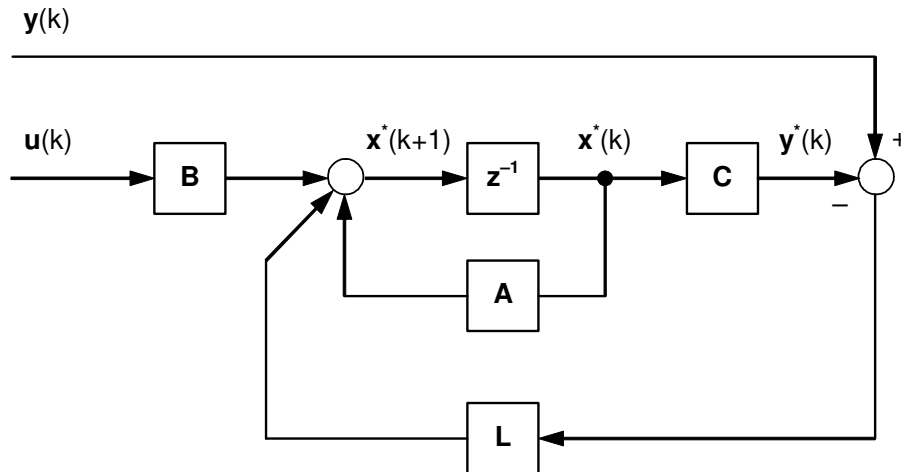 y(k)
u(k)
B
x*(k+1)
z⁻¹
x*(k)
C
y*(k)
+
−
A
L